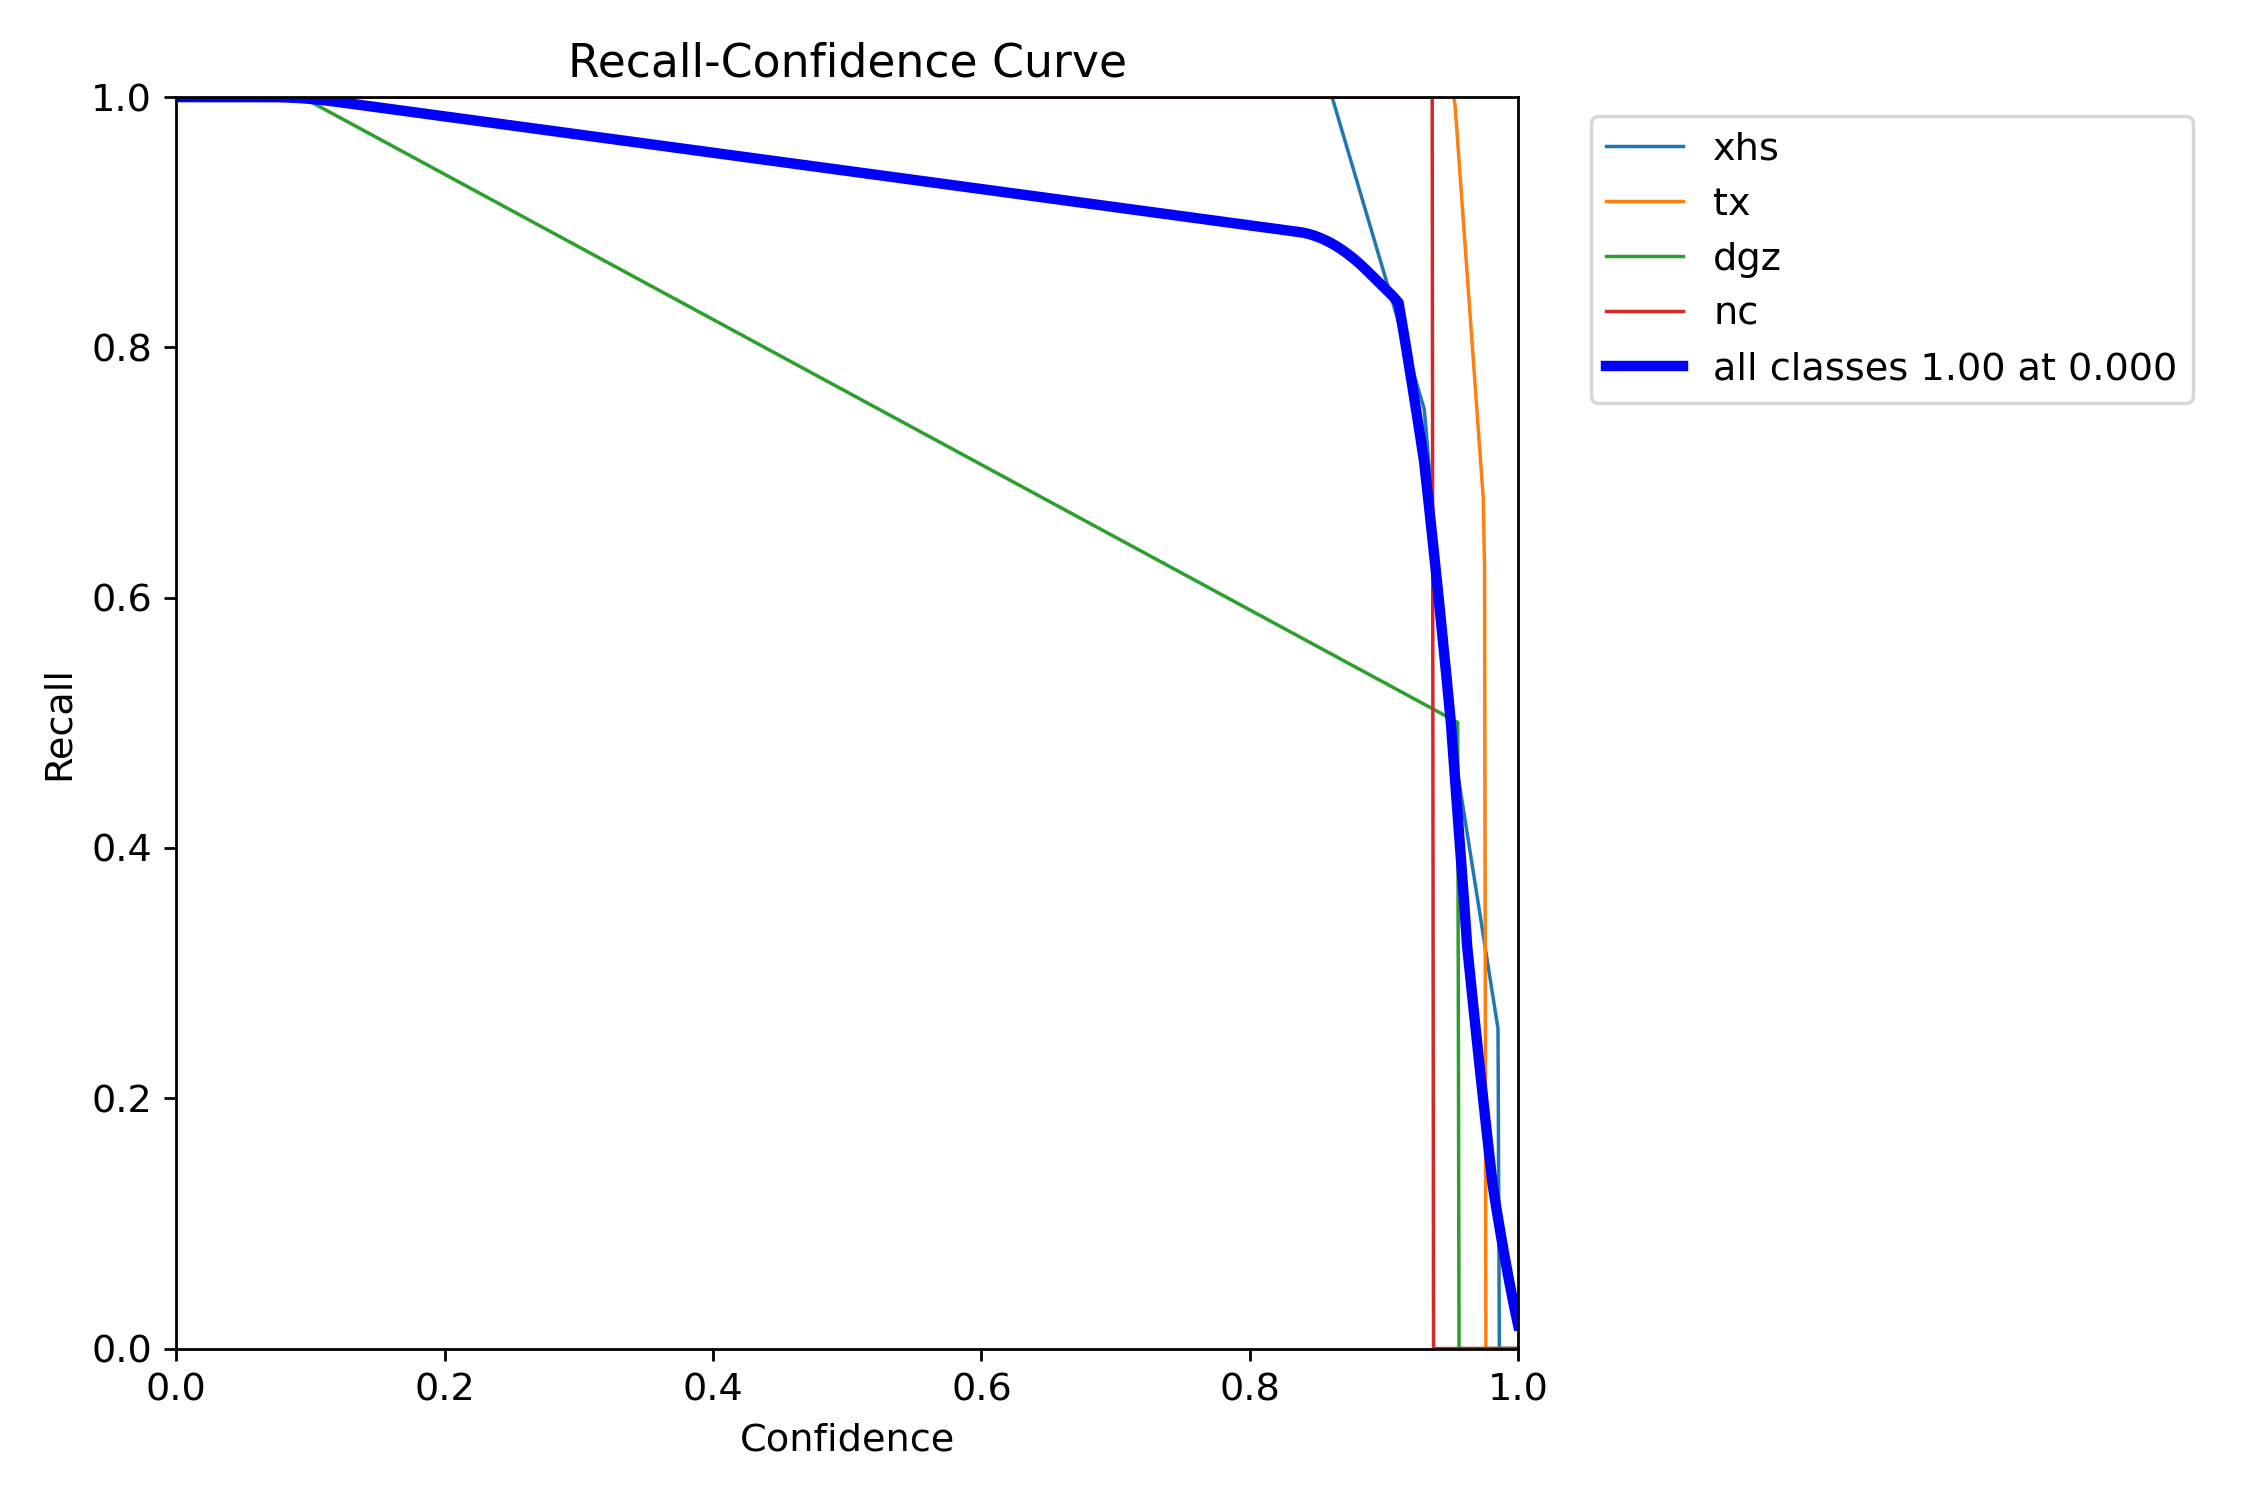 Recall-Confidence Curve
1.0
0.8
0.6
0.4
0.2
0.0
Recall
0.0 0.2 0.4 0.6 0.8 1.0
Confidence
xhs
tx
dgz
nc
all classes 1.00 at 0.000